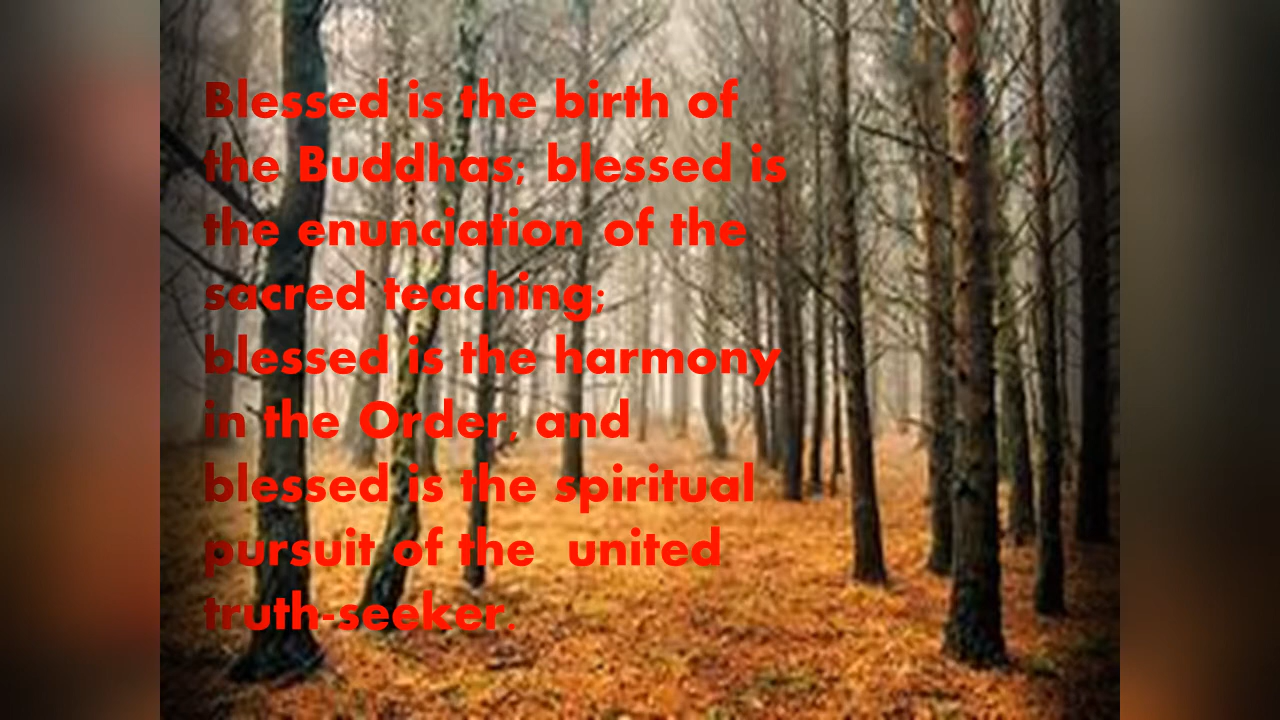 Blessed is the birth of
the Buddhas; blessed is
the enunciation of the
sacred teaching;
blessed is the harmony
in the Order, and
blessed is the spiritual
pursuit of the  united
truth-seeker.